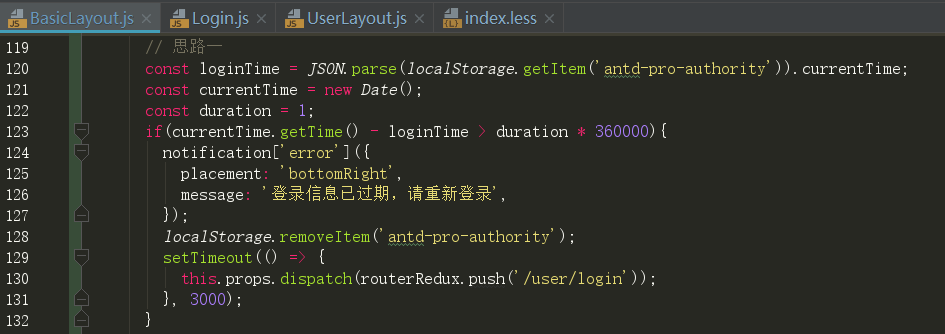 BasicLayout.js × Login.js × UserLayout.js × index.less ×
119 // 思路一
120 const loginTime = JSON.parse(localStorage.getItem('antd-pro-authority')).currentTime;
121 const currentTime = new Date();
122 const duration = 1;
123 if(currentTime.getTime() - loginTime > duration * 360000){
124 notification['error']({
125 placement: 'bottomRight',
126 message: '登录信息已过期，请重新登录',
127 });
128 localStorage.removeItem('antd-pro-authority');
129 setTimeout(() => {
130 this.props.dispatch(routerRedux.push('/user/login'));
131 }, 3000);
132 }